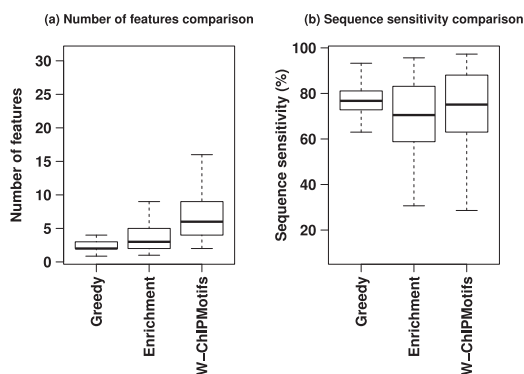 (a) Number of features comparison
Number of features
30
25
20
15
10
5
0
Greedy
Enrichment
W−ChIPMotifs
(b) Sequence sensitivity comparison
Sequence sensitivity (%)
100
80
60
40
20
Greedy
Enrichment
W−ChIPMotifs